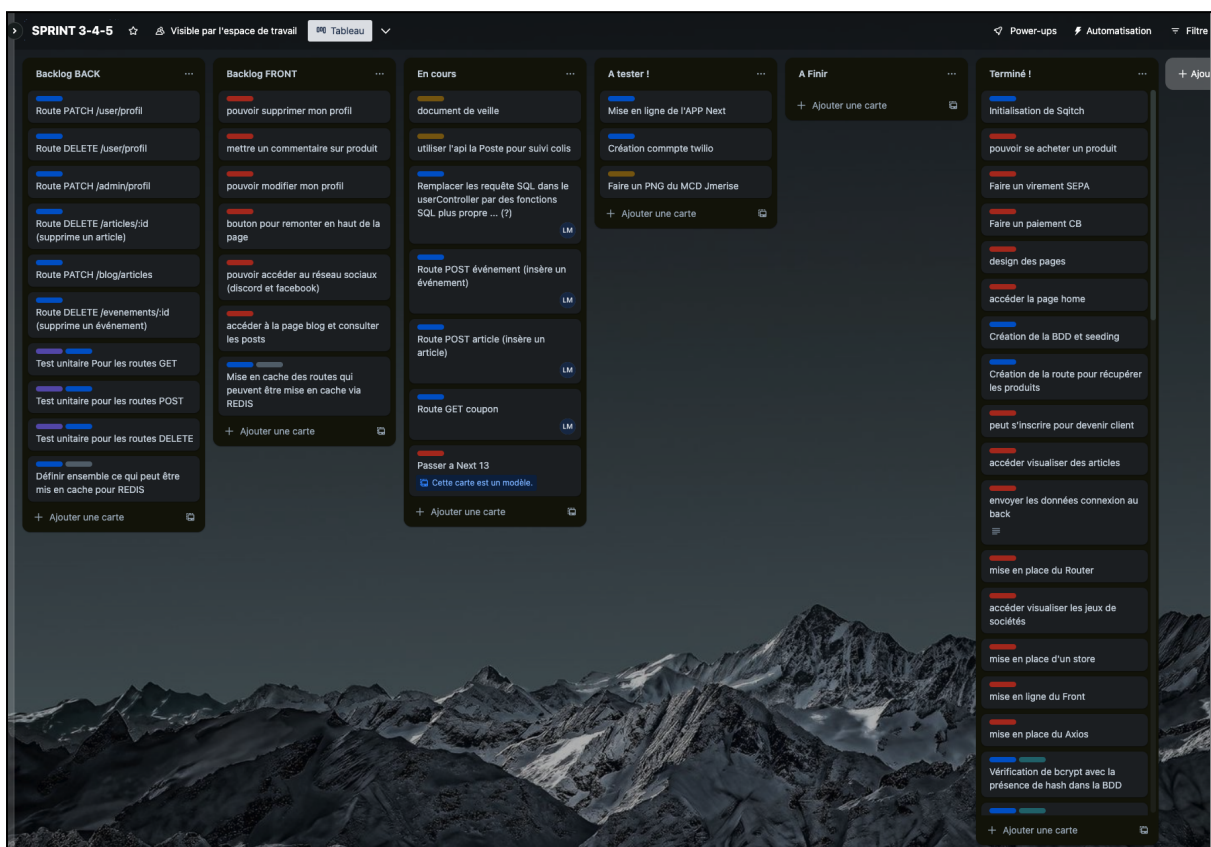 SPRINT 3-4-5
Visible par l'espace de travail
Tableau
Power-ups
Automatisation
Filtre
Backlog BACK
Route PATCH /user/profil
Route DELETE /user/profil
Route PATCH /admin/profil
Route DELETE /articles/:id
(supprime un article)
Route PATCH /blog/articles
Route DELETE /evenements/:id
(supprime un événement)
Test unitaire Pour les routes GET
Test unitaire pour les routes POST
Test unitaire pour les routes DELETE
Définir ensemble ce qui peut être
mis en cache pour REDIS
+ Ajouter une carte
Backlog FRONT
pouvoir supprimer mon profil
mettre un commentaire sur produit
pouvoir modifier mon profil
bouton pour remonter en haut de la
page
pouvoir accéder au réseau sociaux
(discord et facebook)
accéder à la page blog et consulter
les posts
Mise en cache des routes qui
peuvent être mise en cache via
REDIS
+ Ajouter une carte
En cours
document de veille
utiliser l'api la Poste pour suivi colis
Remplacer les requête SQL dans le
userController par des fonctions
SQL plus propre ... (?)
LM
Route POST événement (insère un
événement)
LM
Route POST article (insère un
article)
LM
Route GET coupon
LM
Passer a Next 13
Cette carte est un modèle.
+ Ajouter une carte
A tester !
Mise en ligne de l'APP Next
Création commpte twilio
Faire un PNG du MCD Jmerise
+ Ajouter une carte
A Finir
+ Ajouter une carte
Terminé !
Initialisation de Sqitch
pouvoir se acheter un produit
Faire un virement SEPA
Faire un paiement CB
design des pages
accéder la page home
Création de la BDD et seeding
Création de la route pour récupérer
les produits
peut s'inscrire pour devenir client
accéder visualiser des articles
envoyer les données connexion au
back
mise en place du Router
accéder visualiser les jeux de
sociétés
mise en place d'un store
mise en ligne du Front
mise en place du Axios
Vérification de bcrypt avec la
présence de hash dans la BDD
+ Ajouter une carte
+ Ajou